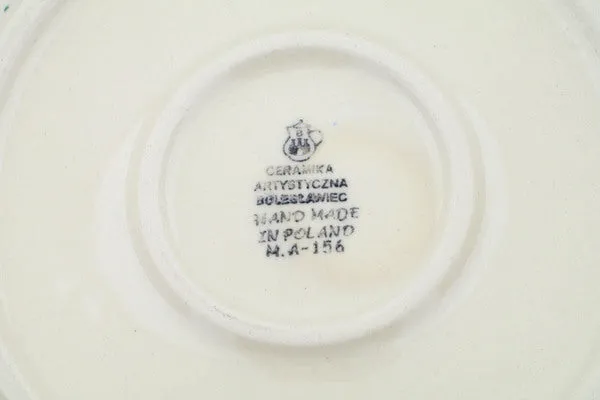 B
CERAMIKA
ARTYSTYCZNA
BOLESŁAWIEC
HAND MADE
IN POLAND
M.A-156